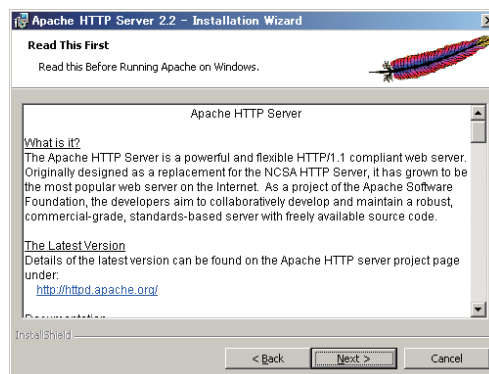 Apache HTTP Server 2.2 - Installation Wizard
Read This First
Read this Before Running Apache on Windows.
Apache HTTP Server
What is it?
The Apache HTTP Server is a powerful and flexible HTTP/1.1 compliant web server.
Originally designed as a replacement for the NCSA HTTP Server, it has grown to be
the most popular web server on the Internet. As a project of the Apache Software
Foundation, the developers aim to collaboratively develop and maintain a robust,
commercial-grade, standards-based server with freely available source code.
The Latest Version
Details of the latest version can be found on the Apache HTTP server project page
under:
http://httpd.apache.org/
InstallShield
< Back Next > Cancel